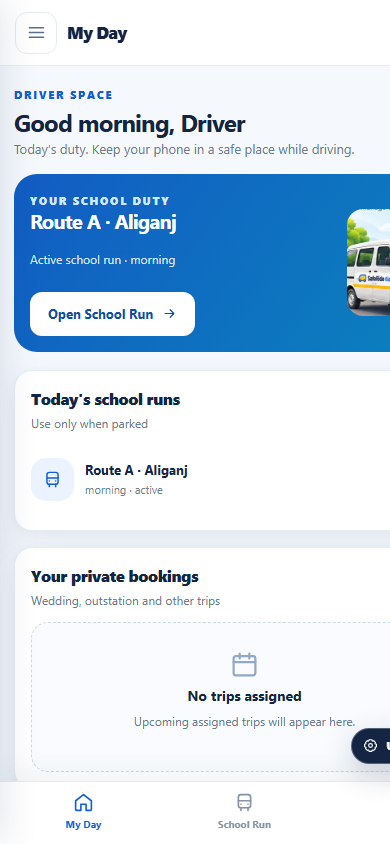 My Day
DRIVER SPACE
Good morning, Driver
Today's duty. Keep your phone in a safe place while driving.
YOUR SCHOOL DUTY
Route A · Aliganj
Active school run · morning
Open School Run
Today's school runs
Use only when parked
Route A · Aliganj
morning · active
Your private bookings
Wedding, outstation and other trips
No trips assigned
Upcoming assigned trips will appear here.
My Day
School Run